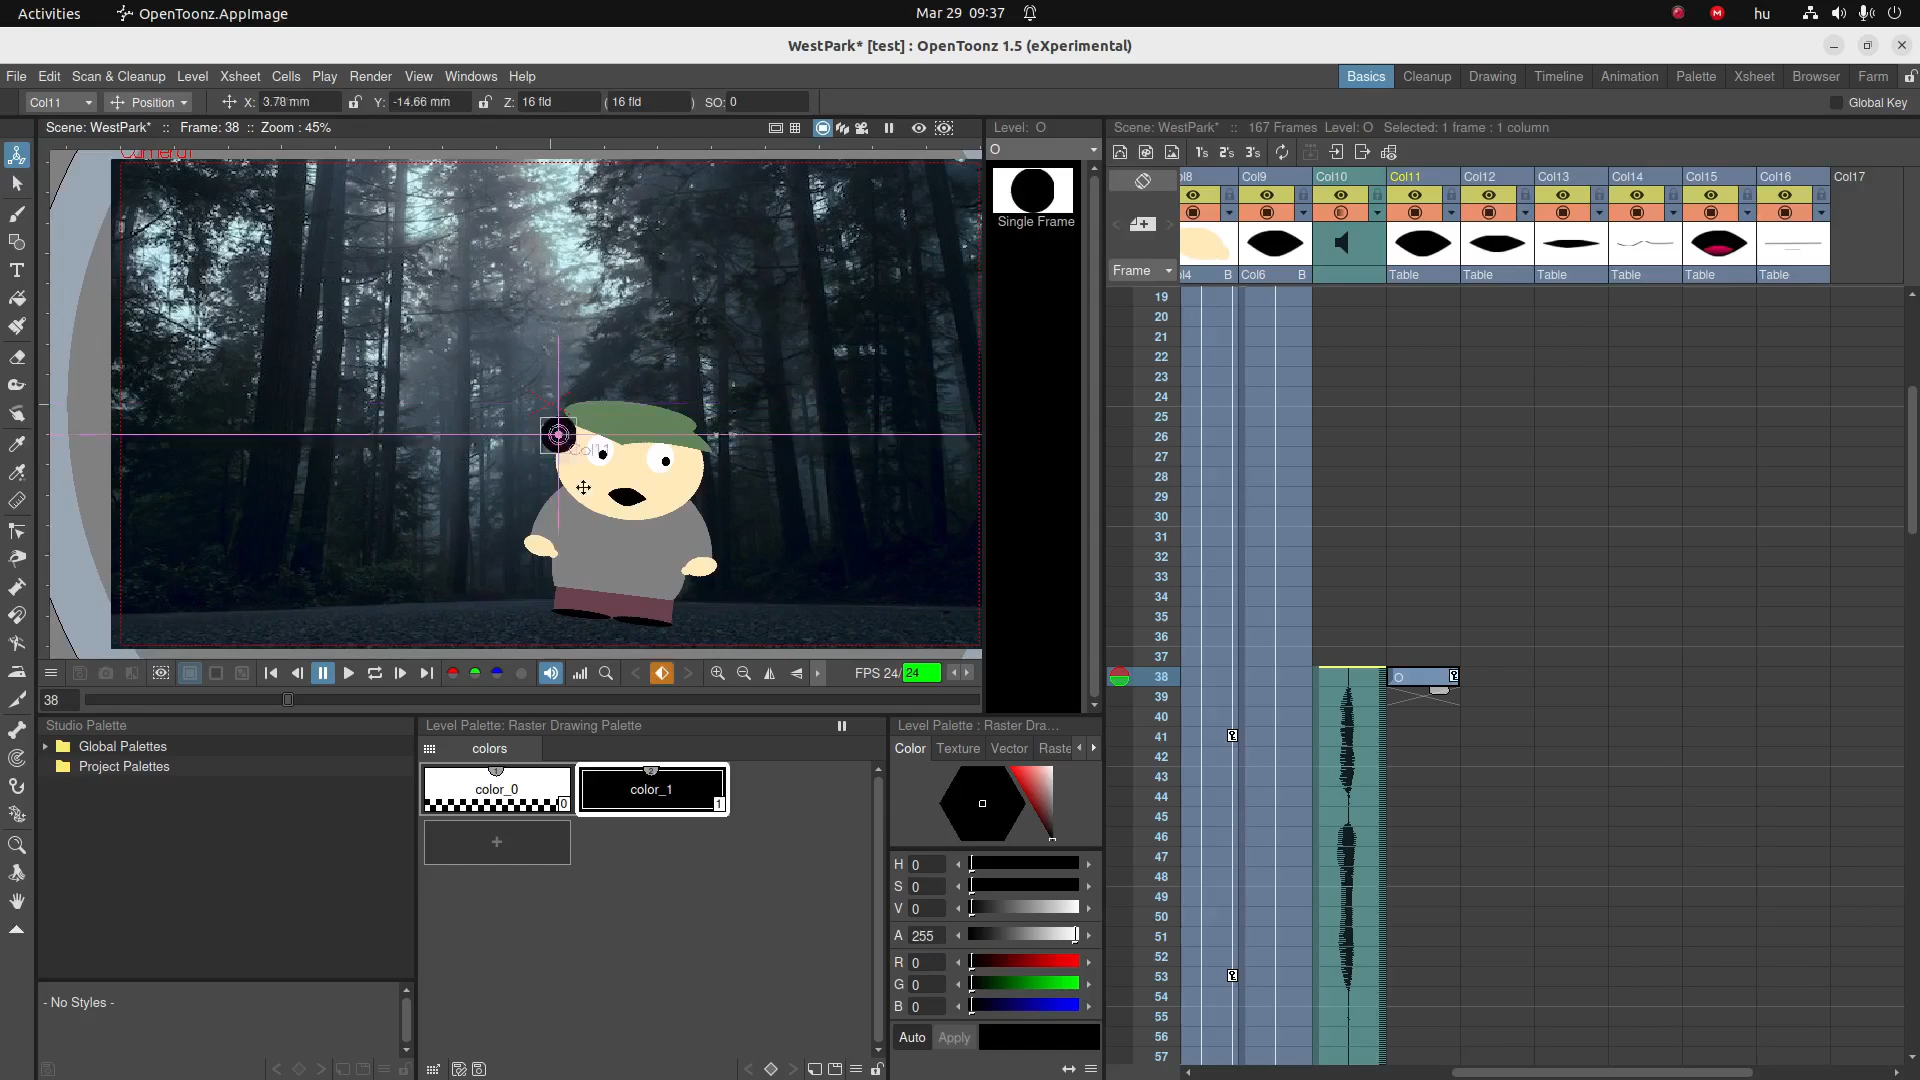 Activities OpenToonz.AppImage Mar 29 09:37 hu
WestPark* [test] : OpenToonz 1.5 (eXperimental)
File Edit Scan & Cleanup Level Xsheet Cells Play Render View Windows Help Basics Cleanup Drawing Timeline Animation Palette Xsheet Browser Farm
Col11 Position X: 3.78 mm Y: -14.66 mm Z: 16 fld ( 16 fld ) SO: 0 Global Key
Scene: WestPark* :: Frame: 38 :: Zoom : 45%
Level: O
Scene: WestPark* :: 167 Frames Level: O Selected: 1 frame : 1 column
O
1's 2's 3's
Camera1
Col9 Col10 Col11 Col12 Col13 Col14 Col15 Col16 Col17
Single Frame
Frame
B Col6 B Table Table Table Table Table Table
19
20
21
22
23
24
25
26
27
28
29
30
31
32
33
34
35
36
37
38 O
39
40
41
42
43
44
45
46
47
48
49
50
51
52
53
54
55
56
57
Col11
FPS 24/ 24
38
Studio Palette
Global Palettes
Project Palettes
- No Styles -
Level Palette: Raster Drawing Palette
colors
1 color_0 0
2 color_1 1
+
Level Palette : Raster Dra...
Color Texture Vector Raste
H 0
S 0
V 0
A 255
R 0
G 0
B 0
Auto Apply